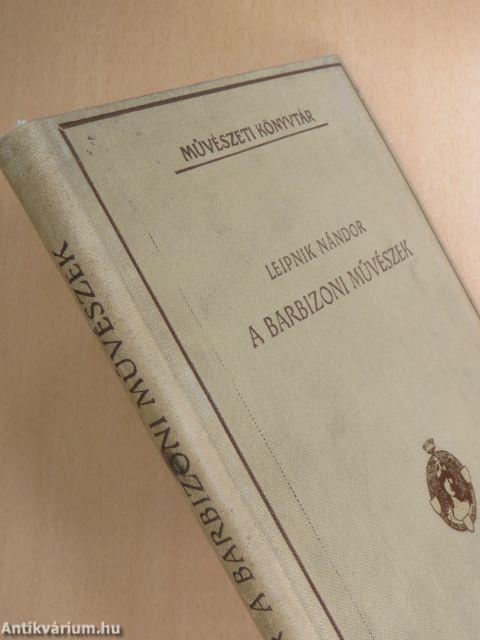 MŰVÉSZETI KÖNYVTÁR
LEIPNIK NÁNDOR
A BARBIZONI MŰVÉSZEK
A BARBIZONI MŰVÉSZEK
Antikvárium.hu